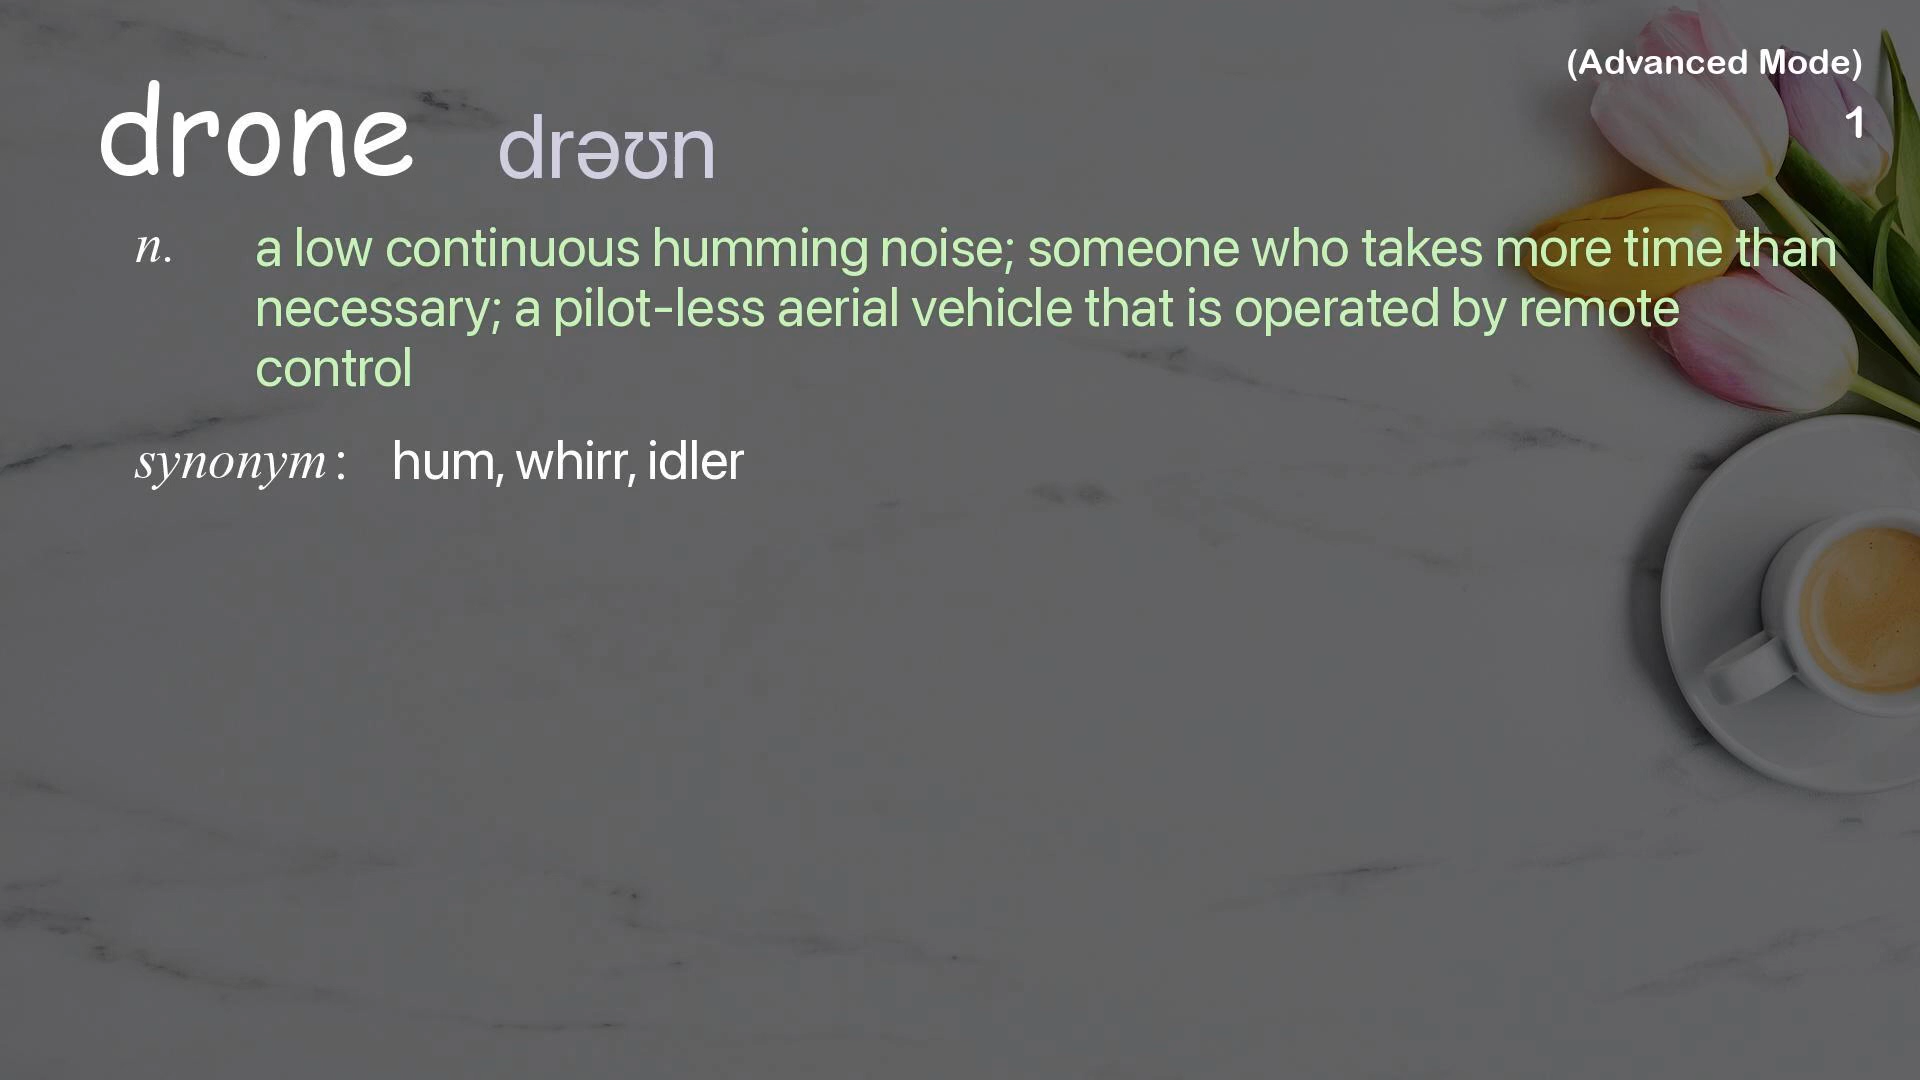 (Advanced Mode)
1
drone drəʊn
n. a low continuous humming noise; someone who takes more time than
necessary; a pilot-less aerial vehicle that is operated by remote
control
synonym: hum, whirr, idler